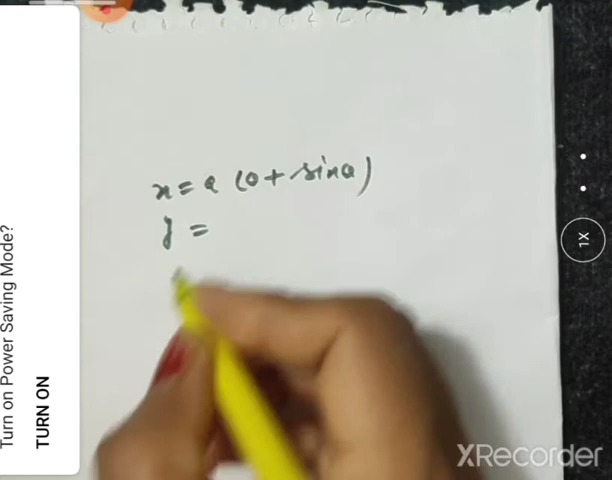 x = a (θ + sinθ)
y =
Turn on Power Saving Mode?
TURN ON
1X
XRecorder